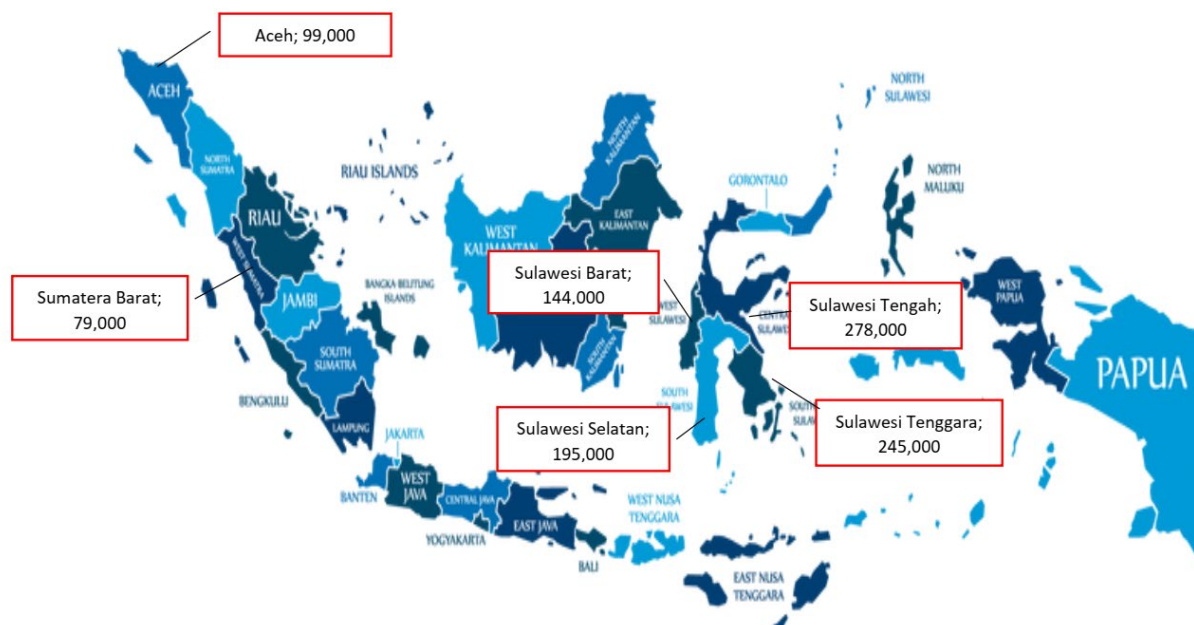 Aceh; 99,000
ACEH
NORTH
SULAWESI
NORTH
SUMATRA
NORTH
KALIMANTAN
RIAU ISLANDS
GORONTALO
NORTH
MALUKU
RIAU
EAST
KALIMANTAN
WEST
KALIMANTAN
WEST SUMATRA
Sumatera Barat;
79,000
JAMBI
BANGKA BELITUNG
ISLANDS
Sulawesi Barat;
144,000
WEST
SULAWESI
Sulawesi Tengah;
278,000
WEST
PAPUA
PAPUA
SOUTH
SUMATRA
SOUTH
KALIMANTAN
BENGKULU
LAMPUNG
SOUTH
Sulawesi Selatan;
195,000
Sulawesi Tenggara;
245,000
JAKARTA
BANTEN
WEST
JAVA
CENTRAL JAVA
YOGYAKARTA
EAST JAVA
BALI
WEST NUSA
TENGGARA
EAST NUSA
TENGGARA